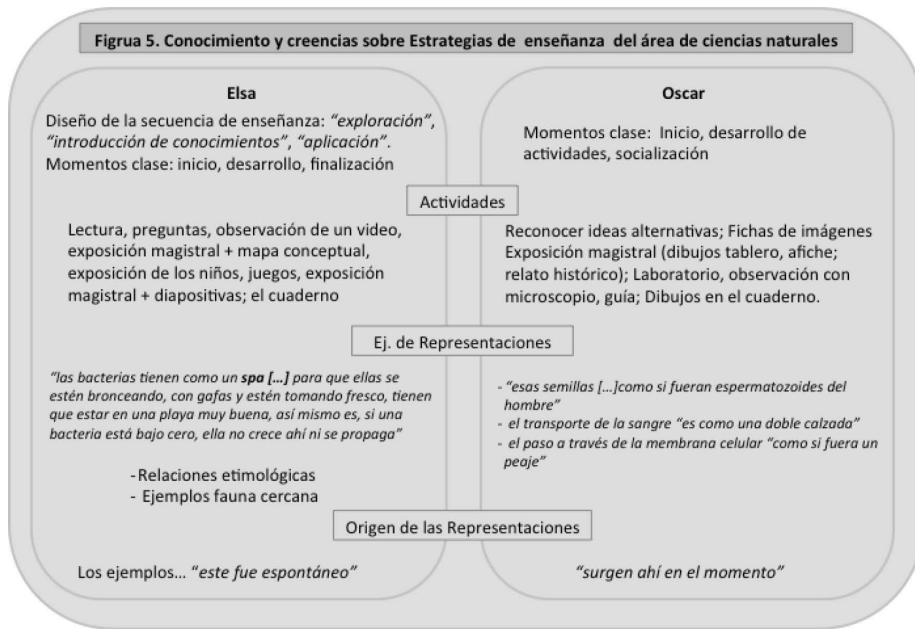 Figrua 5. Conocimiento y creencias sobre Estrategias de enseñanza del área de ciencias naturales
Elsa
Diseño de la secuencia de enseñanza: “exploración”,
“introducción de conocimientos”, “aplicación”.
Momentos clase: inicio, desarrollo, finalización
Oscar
Momentos clase: Inicio, desarrollo de
actividades, socialización
Actividades
Lectura, preguntas, observación de un video,
exposición magistral + mapa conceptual,
exposición de los niños, juegos, exposición
magistral + diapositivas; el cuaderno
Reconocer ideas alternativas; Fichas de imágenes
Exposición magistral (dibujos tablero, afiche;
relato histórico); Laboratorio, observación con
microscopio, guía; Dibujos en el cuaderno.
Ej. de Representaciones
“las bacterias tienen como un spa [...] para que ellas se
estén bronceando, con gafas y estén tomando fresco, tienen
que estar en una playa muy buena, así mismo es, si una
bacteria está bajo cero, ella no crece ahí ni se propaga”
- Relaciones etimológicas
- Ejemplos fauna cercana
- “esas semillas [...]como si fueran espermatozoides del
hombre”
- el transporte de la sangre “es como una doble calzada”
- el paso a través de la membrana celular “como si fuera un
peaje”
Origen de las Representaciones
Los ejemplos... “este fue espontáneo”
“surgen ahí en el momento”